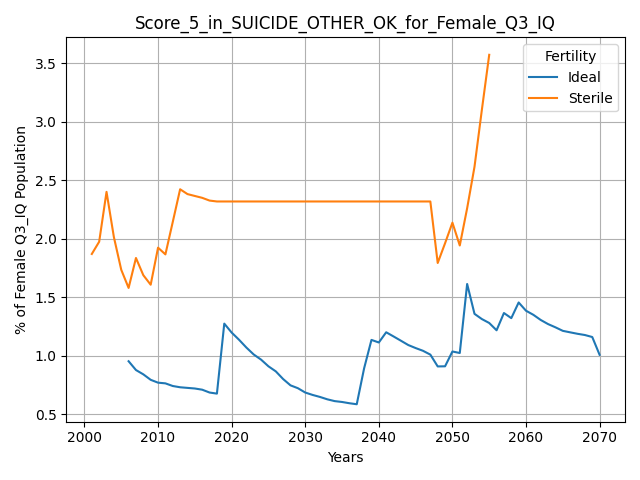 Score_5_in_SUICIDE_OTHER_OK_for_Female_Q3_IQ
% of Female Q3_IQ Population
3.5
3.0
2.5
2.0
1.5
1.0
0.5
Fertility
Ideal
Sterile
2000 2010 2020 2030 2040 2050 2060 2070
Years